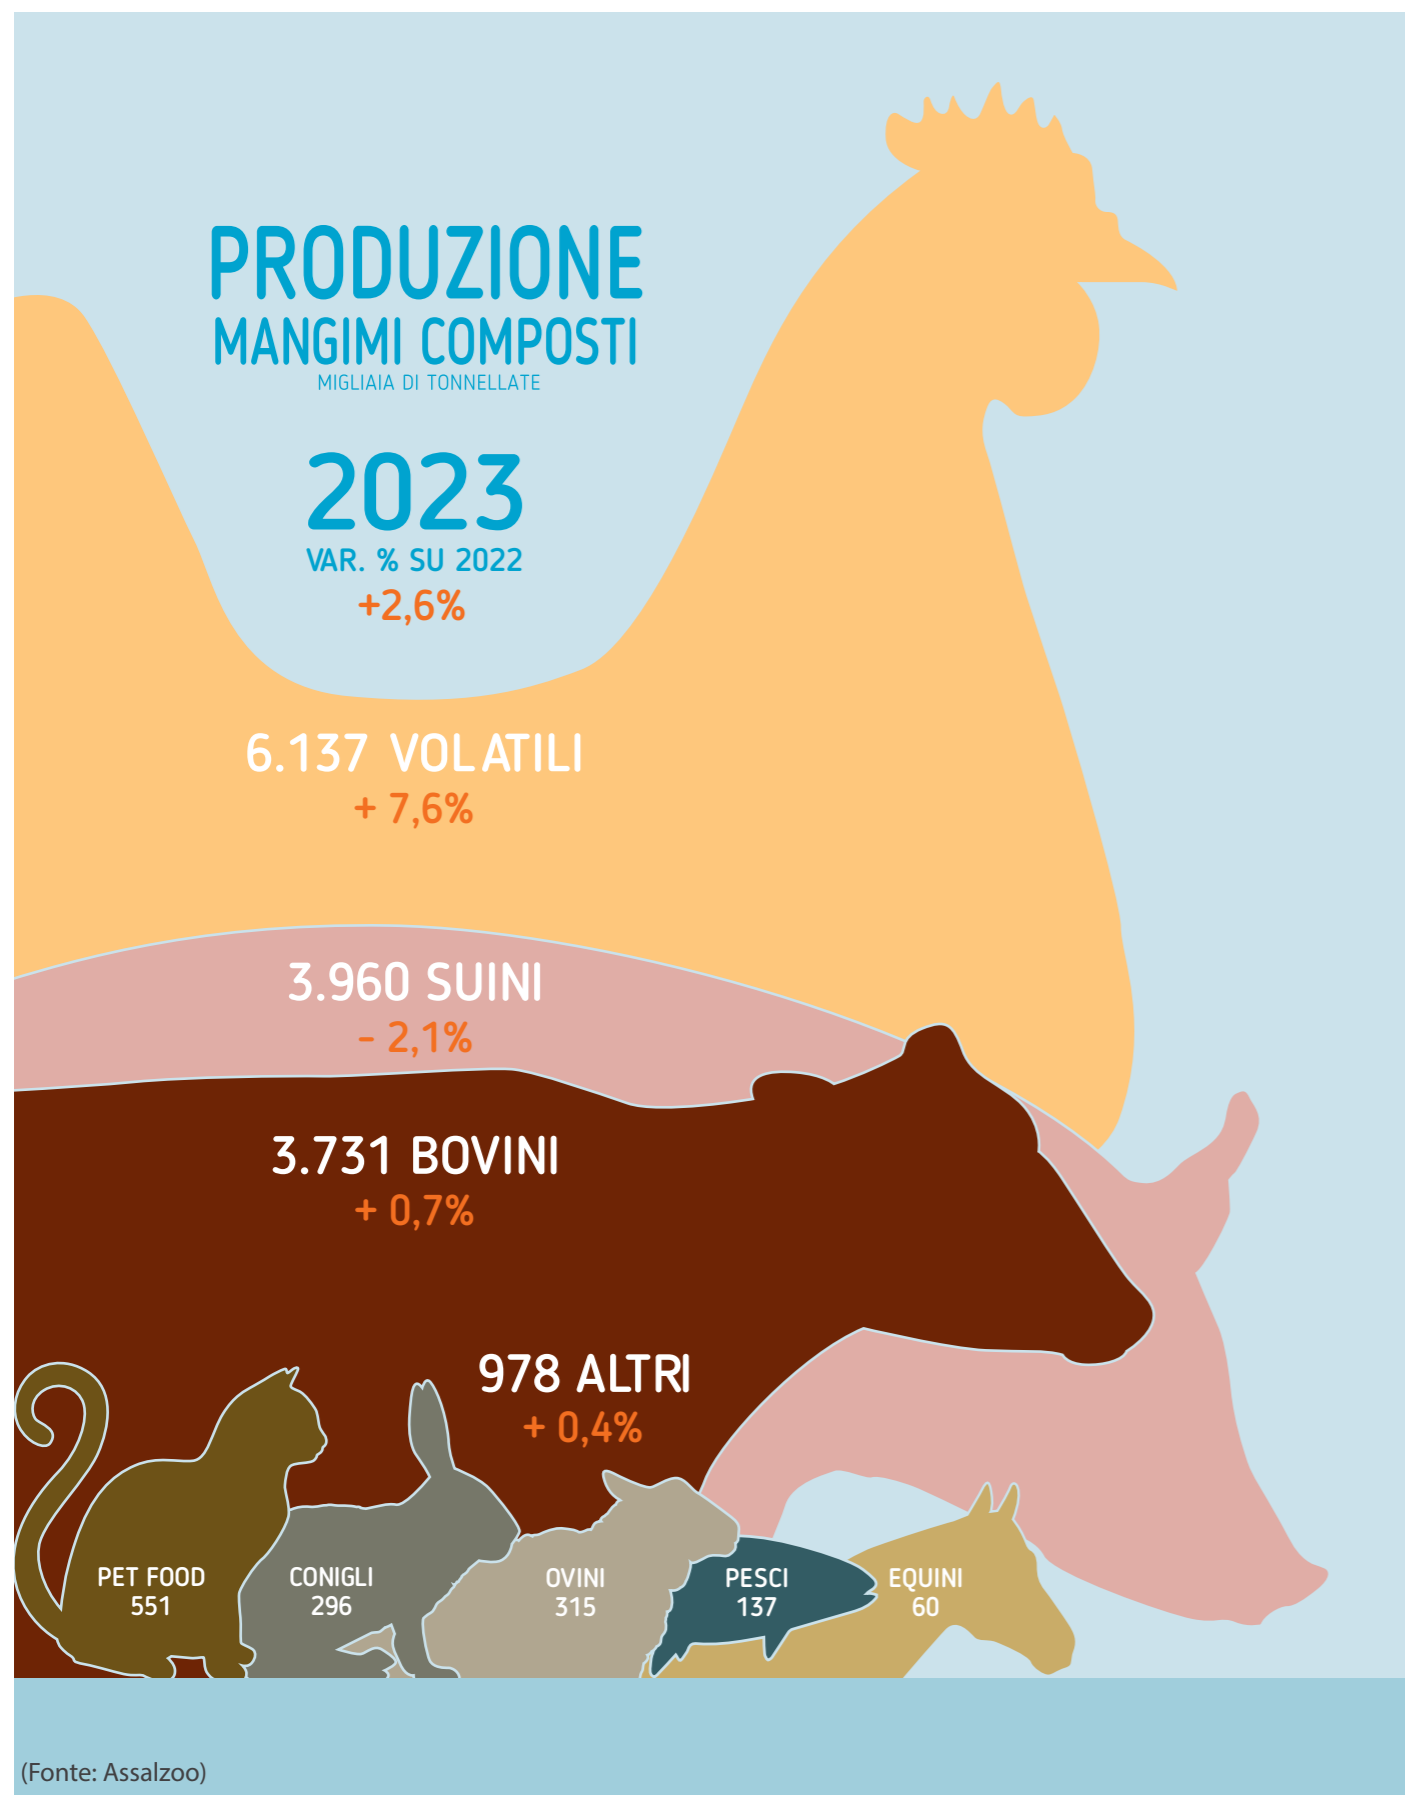 PRODUZIONE
MANGIMI COMPOSTI
MIGLIAIA DI TONNELLATE
2023
VAR. % SU 2022
+2,6%
6.137 VOLATILI
+ 7,6%
3.960 SUINI
- 2,1%
3.731 BOVINI
+ 0,7%
978 ALTRI
+ 0,4%
PET FOOD
551
CONIGLI
296
OVINI
315
PESCI
137
EQUINI
60
(Fonte: Assalzoo)